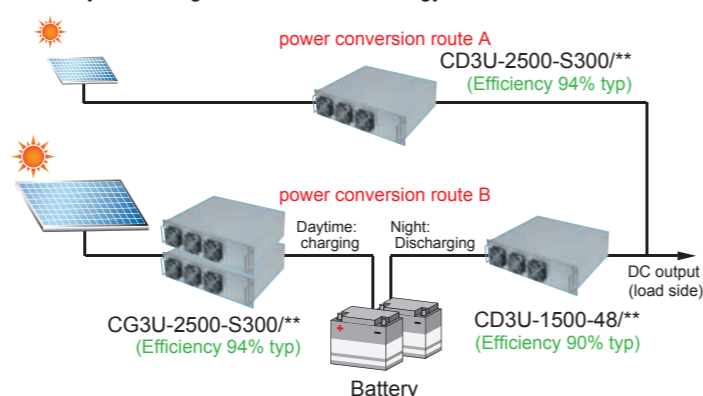 power conversion route A
CD3U-2500-S300/**
(Efficiency 94% typ)
power conversion route B
Daytime:
charging
Night:
Discharging
DC output
(load side)
CG3U-2500-S300/**
(Efficiency 94% typ)
CD3U-1500-48/**
(Efficiency 90% typ)
Battery